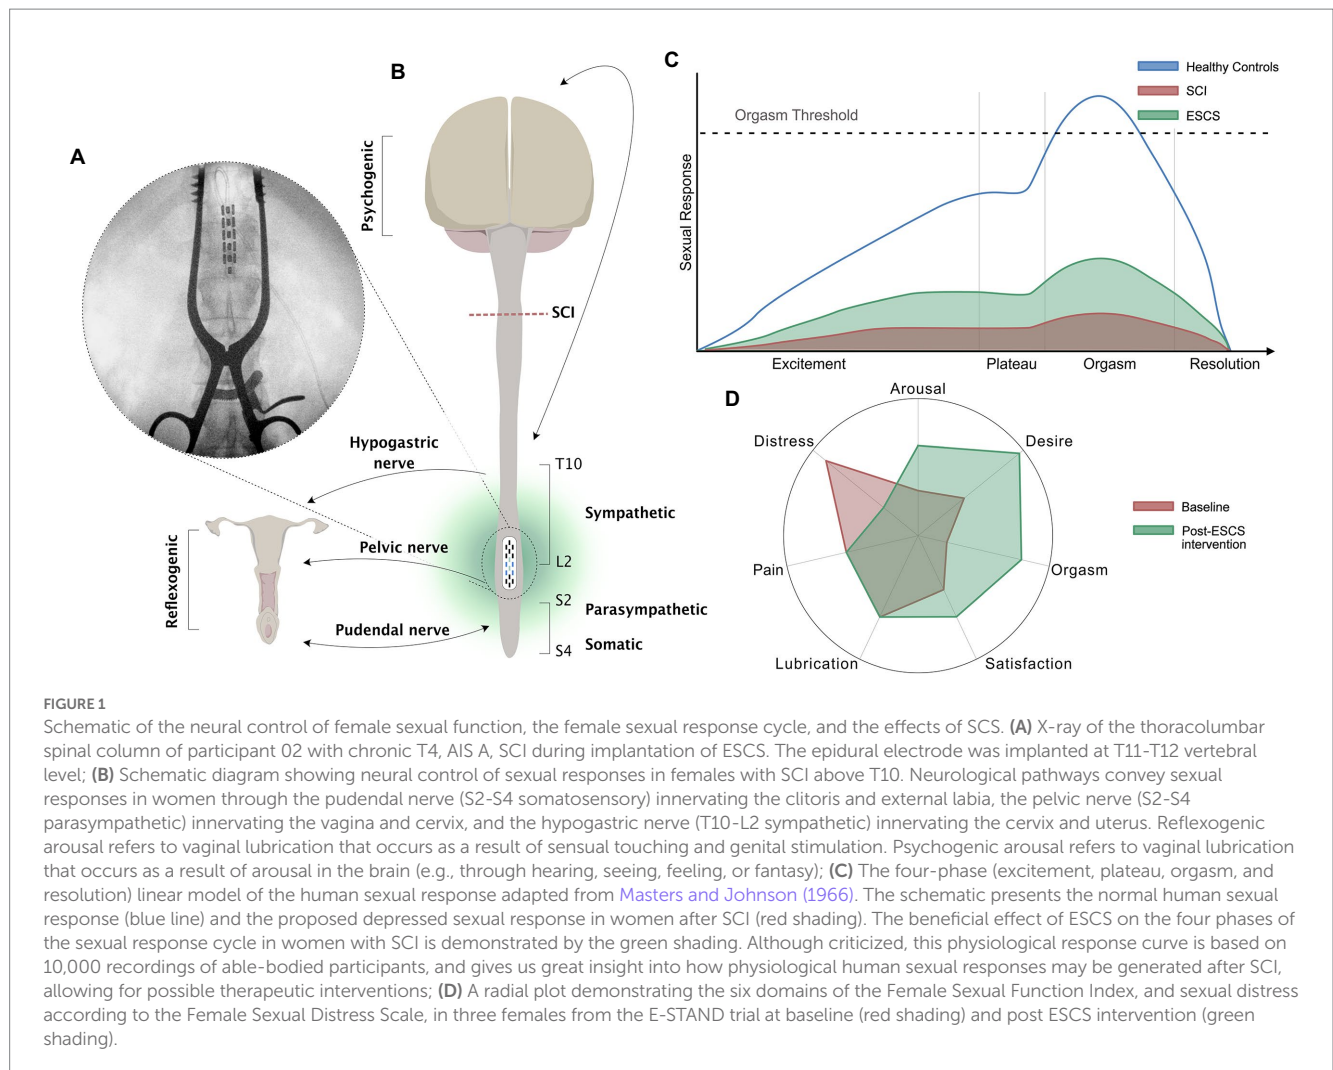 A
B
Psychogenic
SCI
Hypogastric
nerve
Pelvic nerve
Pudendal nerve
Reflexogenic
T10
Sympathetic
L2
S2
Parasympathetic
S4
Somatic
C
Healthy Controls
SCI
ESCS
Orgasm Threshold
Sexual Response
Excitement
Plateau
Orgasm
Resolution
D
Arousal
Distress
Desire
Pain
Orgasm
Lubrication
Satisfaction
Baseline
Post-ESCS
intervention
FIGURE 1
Schematic of the neural control of female sexual function, the female sexual response cycle, and the effects of SCS. (A) X-ray of the thoracolumbar
spinal column of participant 02 with chronic T4, AIS A, SCI during implantation of ESCS. The epidural electrode was implanted at T11-T12 vertebral
level; (B) Schematic diagram showing neural control of sexual responses in females with SCI above T10. Neurological pathways convey sexual
responses in women through the pudendal nerve (S2-S4 somatosensory) innervating the clitoris and external labia, the pelvic nerve (S2-S4
parasympathetic) innervating the vagina and cervix, and the hypogastric nerve (T10-L2 sympathetic) innervating the cervix and uterus. Reflexogenic
arousal refers to vaginal lubrication that occurs as a result of sensual touching and genital stimulation. Psychogenic arousal refers to vaginal lubrication
that occurs as a result of arousal in the brain (e.g., through hearing, seeing, feeling, or fantasy); (C) The four-phase (excitement, plateau, orgasm, and
resolution) linear model of the human sexual response adapted from Masters and Johnson (1966). The schematic presents the normal human sexual
response (blue line) and the proposed depressed sexual response in women after SCI (red shading). The beneficial effect of ESCS on the four phases of
the sexual response cycle in women with SCI is demonstrated by the green shading. Although criticized, this physiological response curve is based on
10,000 recordings of able-bodied participants, and gives us great insight into how physiological human sexual responses may be generated after SCI,
allowing for possible therapeutic interventions; (D) A radial plot demonstrating the six domains of the Female Sexual Function Index, and sexual distress
according to the Female Sexual Distress Scale, in three females from the E-STAND trial at baseline (red shading) and post ESCS intervention (green
shading).